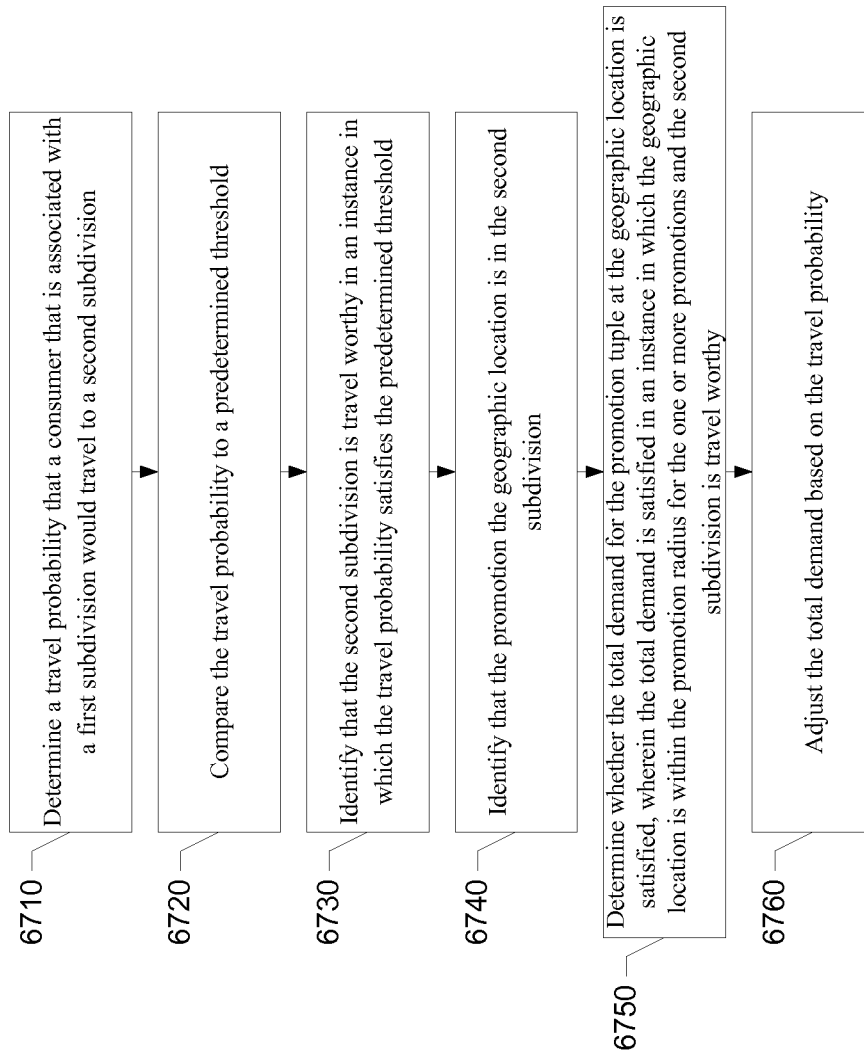 6710
Determine a travel probability that a consumer that is associated with
a first subdivision would travel to a second subdivision
6720
Compare the travel probability to a predetermined threshold
6730
Identify that the second subdivision is travel worthy in an instance in
which the travel probability satisfies the predetermined threshold
6740
Identify that the promotion the geographic location is in the second
subdivision
6750
Determine whether the total demand for the promotion tuple at the geographic location is
satisfied, wherein the total demand is satisfied in an instance in which the geographic
location is within the promotion radius for the one or more promotions and the second
subdivision is travel worthy
6760
Adjust the total demand based on the travel probability